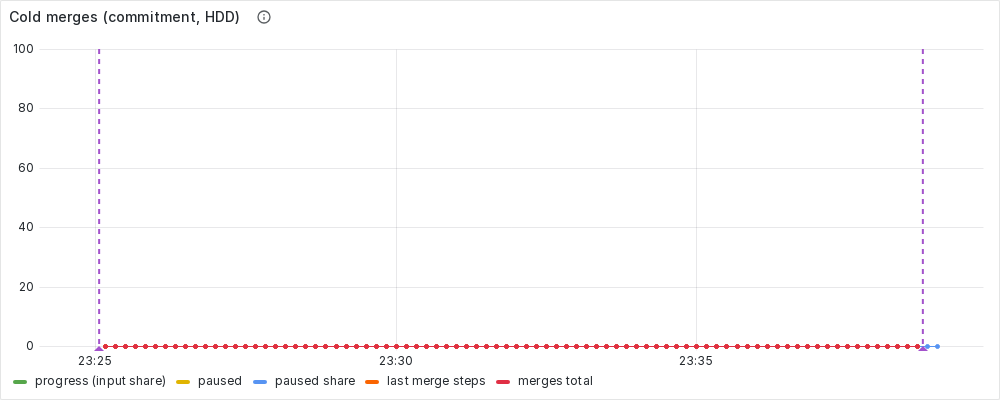 Cold merges (commitment, HDD)
100
80
60
40
20
0
23:25 23:30 23:35
progress (input share) paused paused share last merge steps merges total